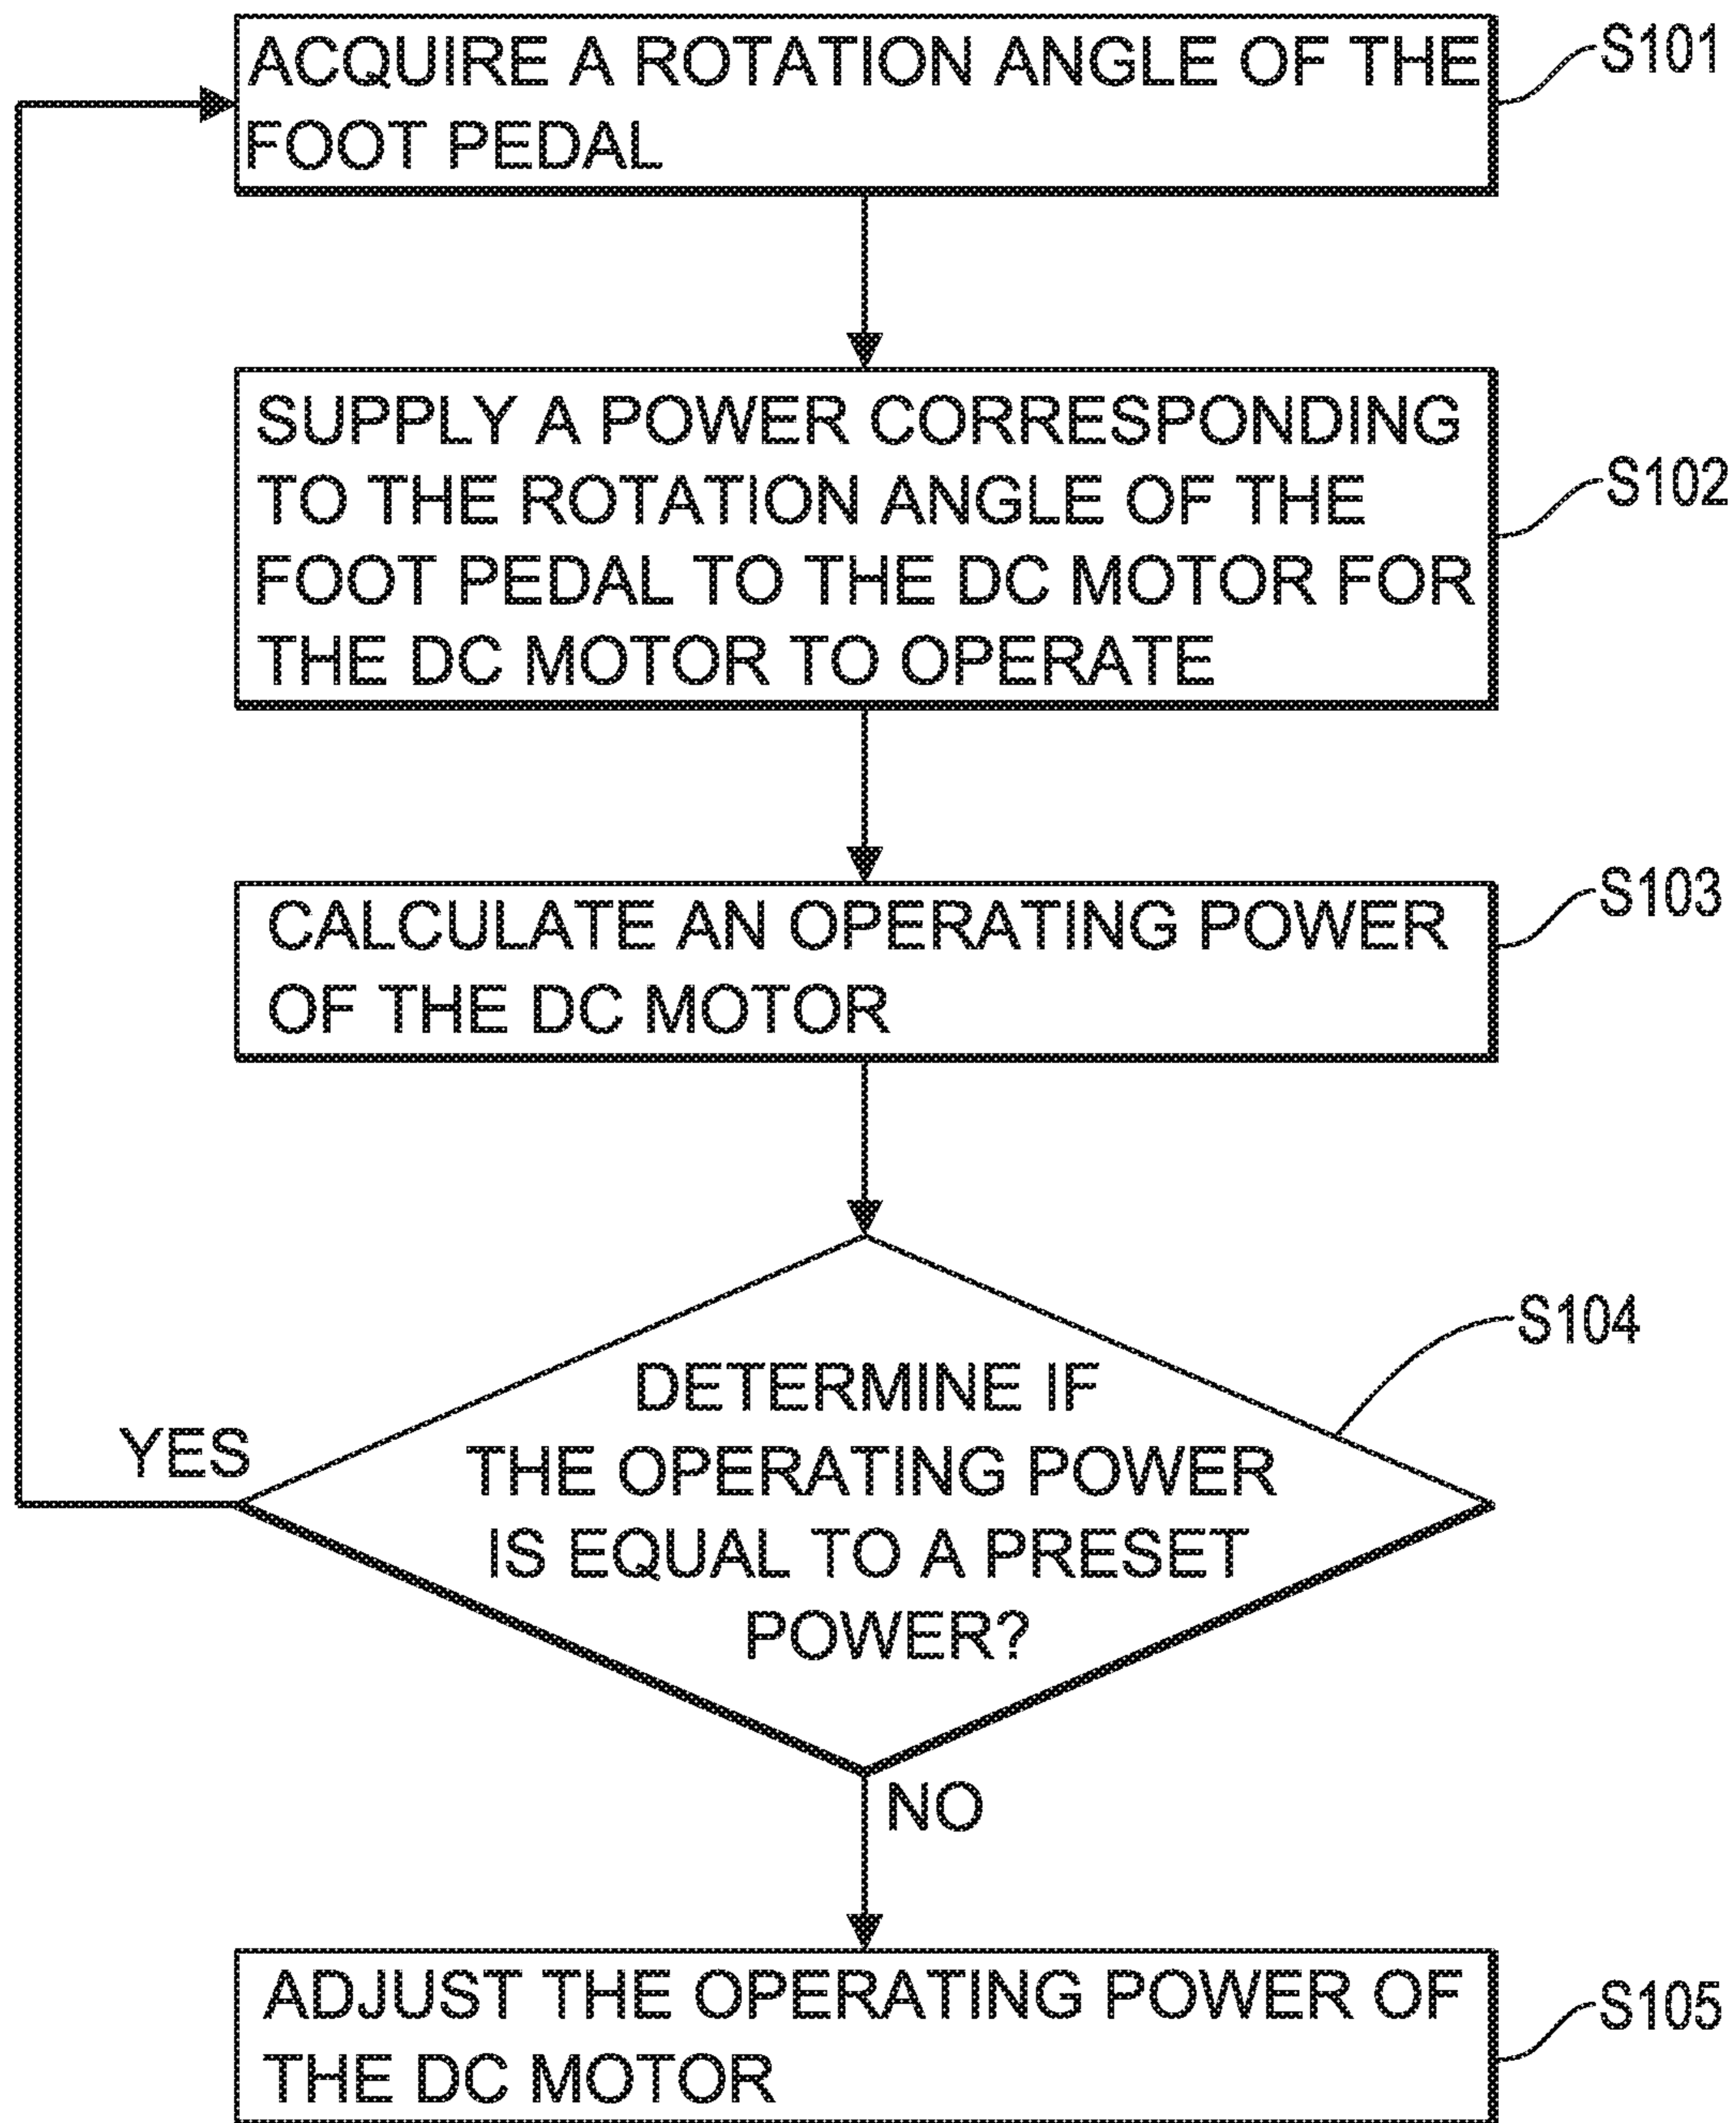 ACQUIRE A ROTATION ANGLE OF THE
FOOT PEDAL
S101
SUPPLY A POWER CORRESPONDING
TO THE ROTATION ANGLE OF THE
FOOT PEDAL TO THE DC MOTOR FOR
THE DC MOTOR TO OPERATE
S102
CALCULATE AN OPERATING POWER
OF THE DC MOTOR
S103
DETERMINE IF
THE OPERATING POWER
IS EQUAL TO A PRESET
POWER?
S104
YES
NO
ADJUST THE OPERATING POWER OF
THE DC MOTOR
S105